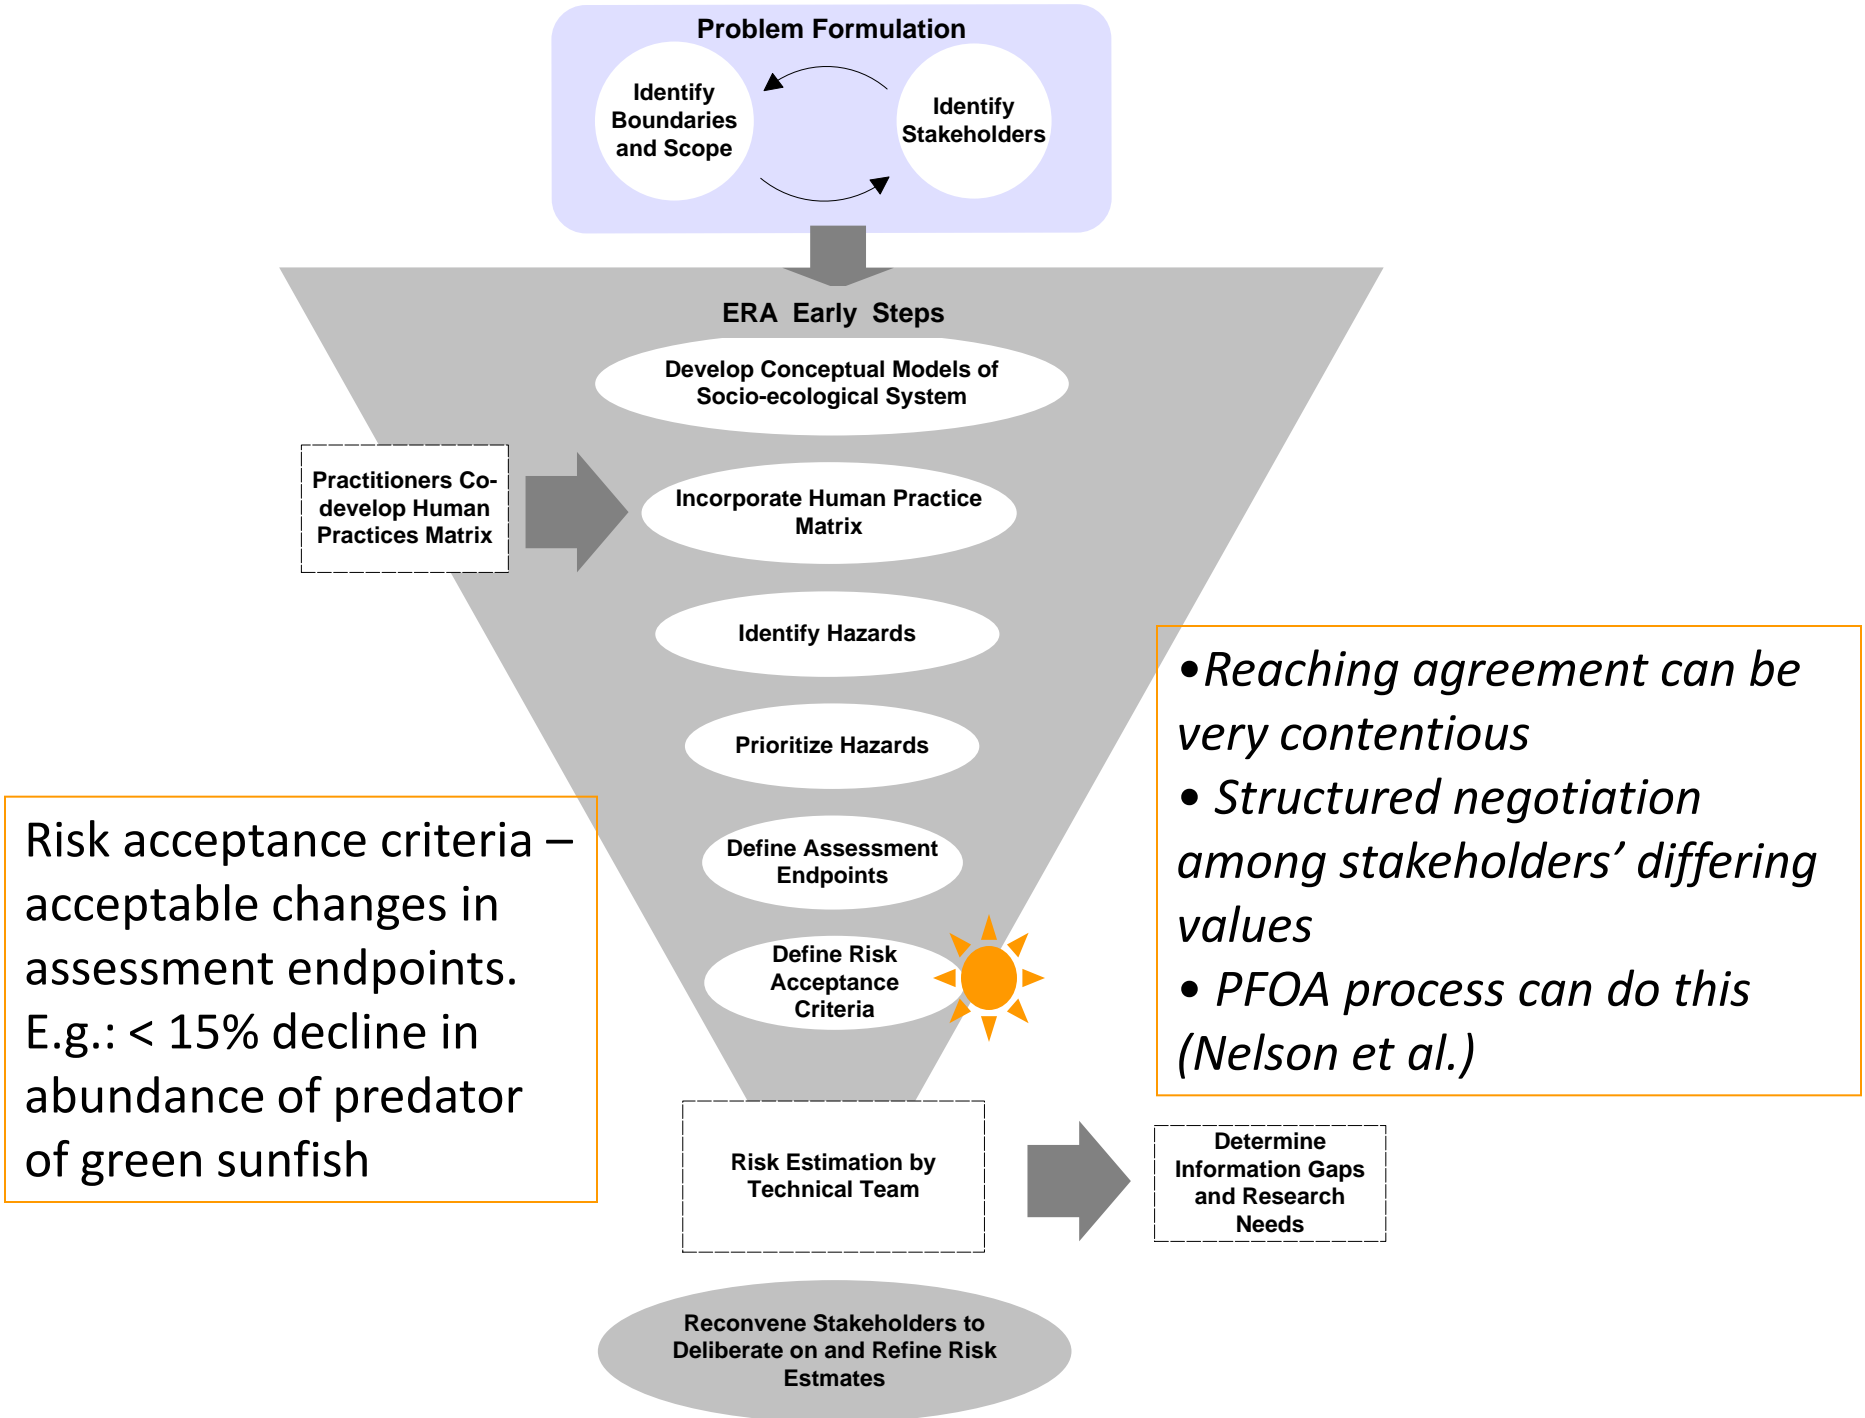 Problem Formulation
Identify
Boundaries
and Scope
Identify
Stakeholders
ERA Early Steps
Develop Conceptual Models of
Socio-ecological System
Practitioners Co-
develop Human
Practices Matrix
Incorporate Human Practice
Matrix
Identify Hazards
Prioritize Hazards
Define Assessment
Endpoints
Define Risk
Acceptance
Criteria
Risk acceptance criteria –
acceptable changes in
assessment endpoints.
E.g.: < 15% decline in
abundance of predator
of green sunfish
•Reaching agreement can be
very contentious
• Structured negotiation
among stakeholders’ differing
values
• PFOA process can do this
(Nelson et al.)
Risk Estimation by
Technical Team
Determine
Information Gaps
and Research
Needs
Reconvene Stakeholders to
Deliberate on and Refine Risk
Estmates